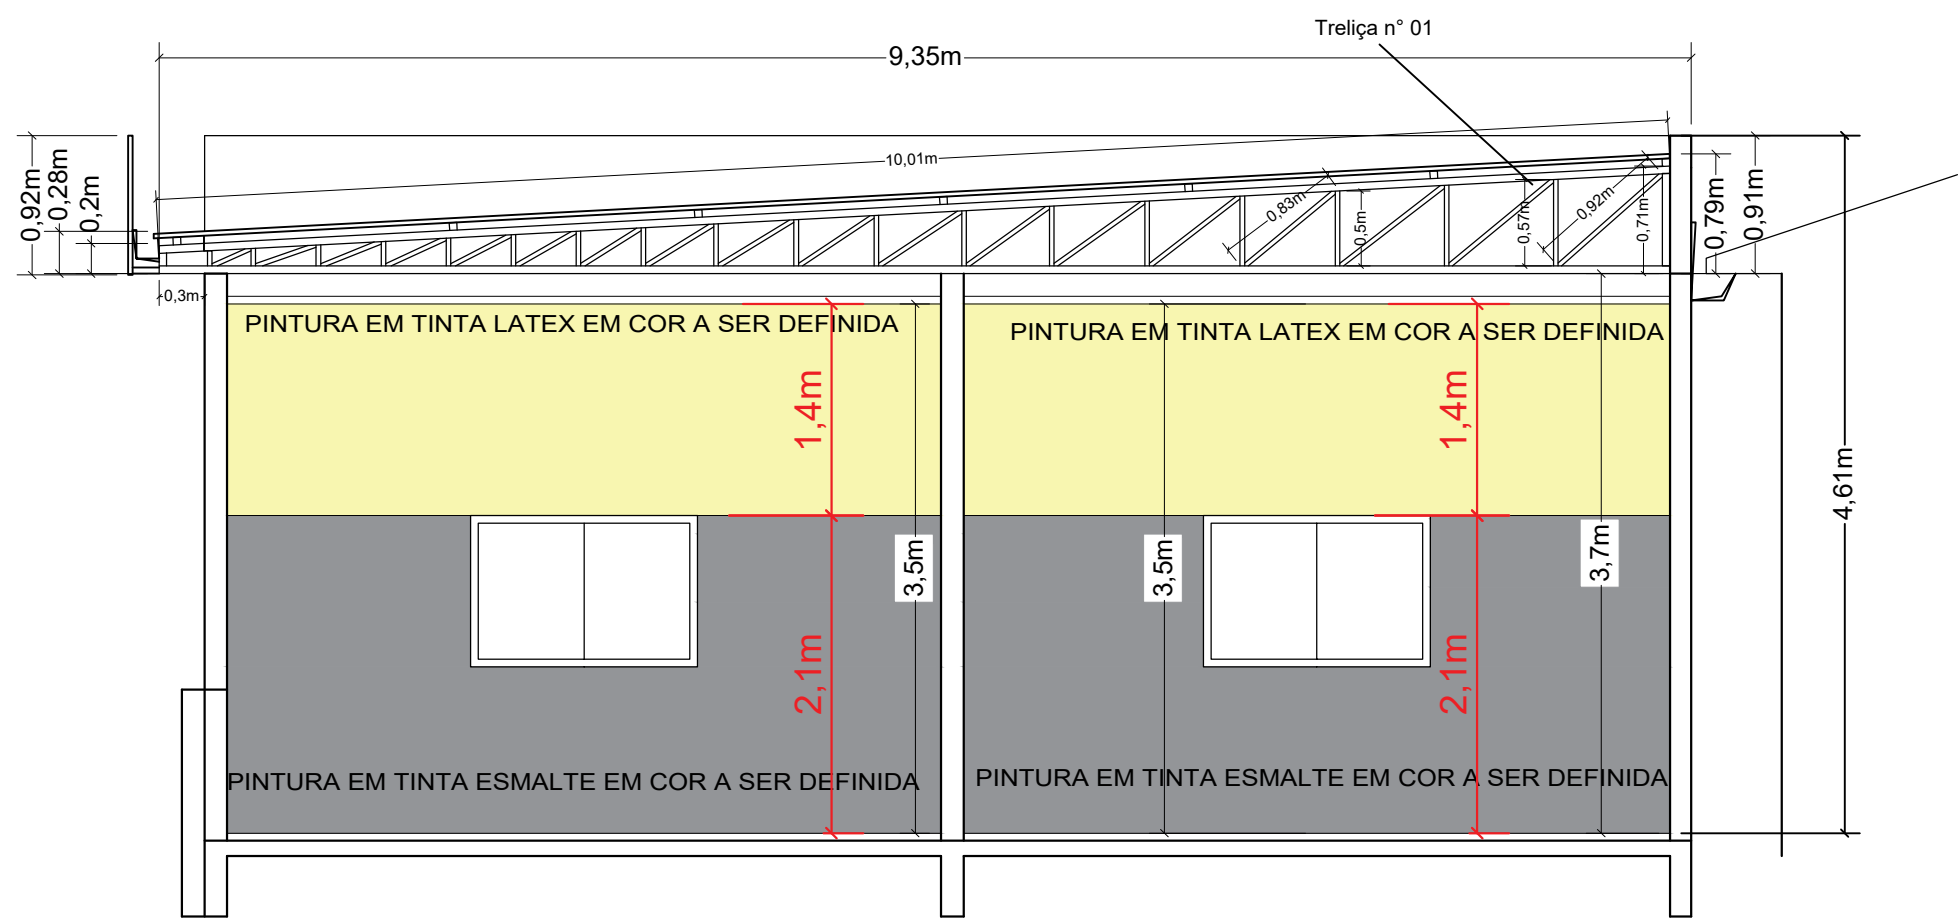 Treliça n° 01
9,35m
10,01m
0,92m
0,28m
0,2m
0,83m
0,5m
0,57m
0,92m
0,71m
0,79m
0,91m
0,3m
PINTURA EM TINTA LATEX EM COR A SER DEFINIDA
PINTURA EM TINTA LATEX EM COR A SER DEFINIDA
1,4m
1,4m
4,61m
3,5m
3,5m
3,7m
2,1m
2,1m
PINTURA EM TINTA ESMALTE EM COR A SER DEFINIDA
PINTURA EM TINTA ESMALTE EM COR A SER DEFINIDA